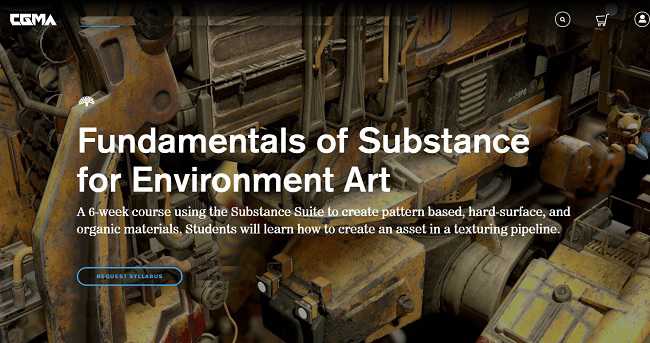 CGMA
Fundamentals of Substance
for Environment Art
A 6-week course using the Substance Suite to create pattern based, hard-surface, and
organic materials. Students will learn how to create an asset in a texturing pipeline.
REQUEST SYLLABUS